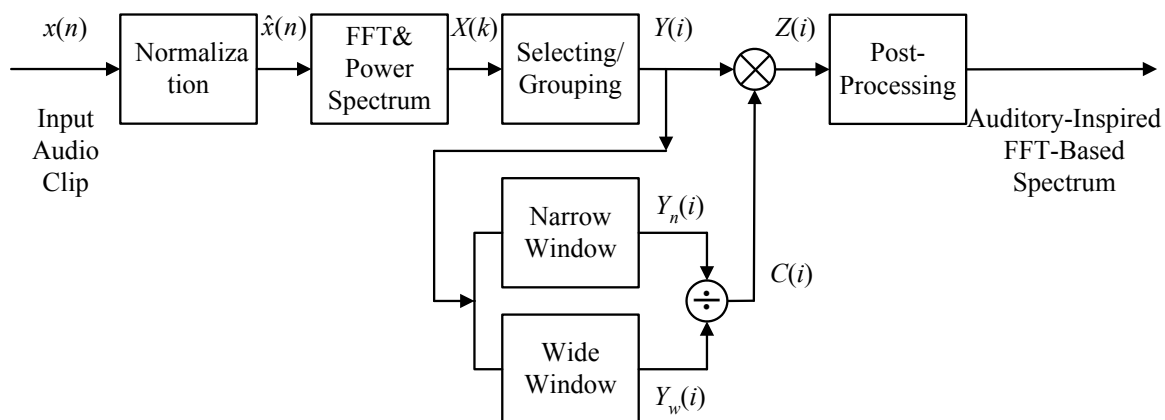 x(n)
Normaliza
tion
x̂(n)
FFT&
Power
Spectrum
X(k)
Selecting/
Grouping
Y(i)
Z(i)
Post-
Processing
Input
Audio
Clip
Auditory-Inspired
FFT-Based
Spectrum
Narrow
Window
Yₙ(i)
÷
C(i)
Wide
Window
Y_w(i)